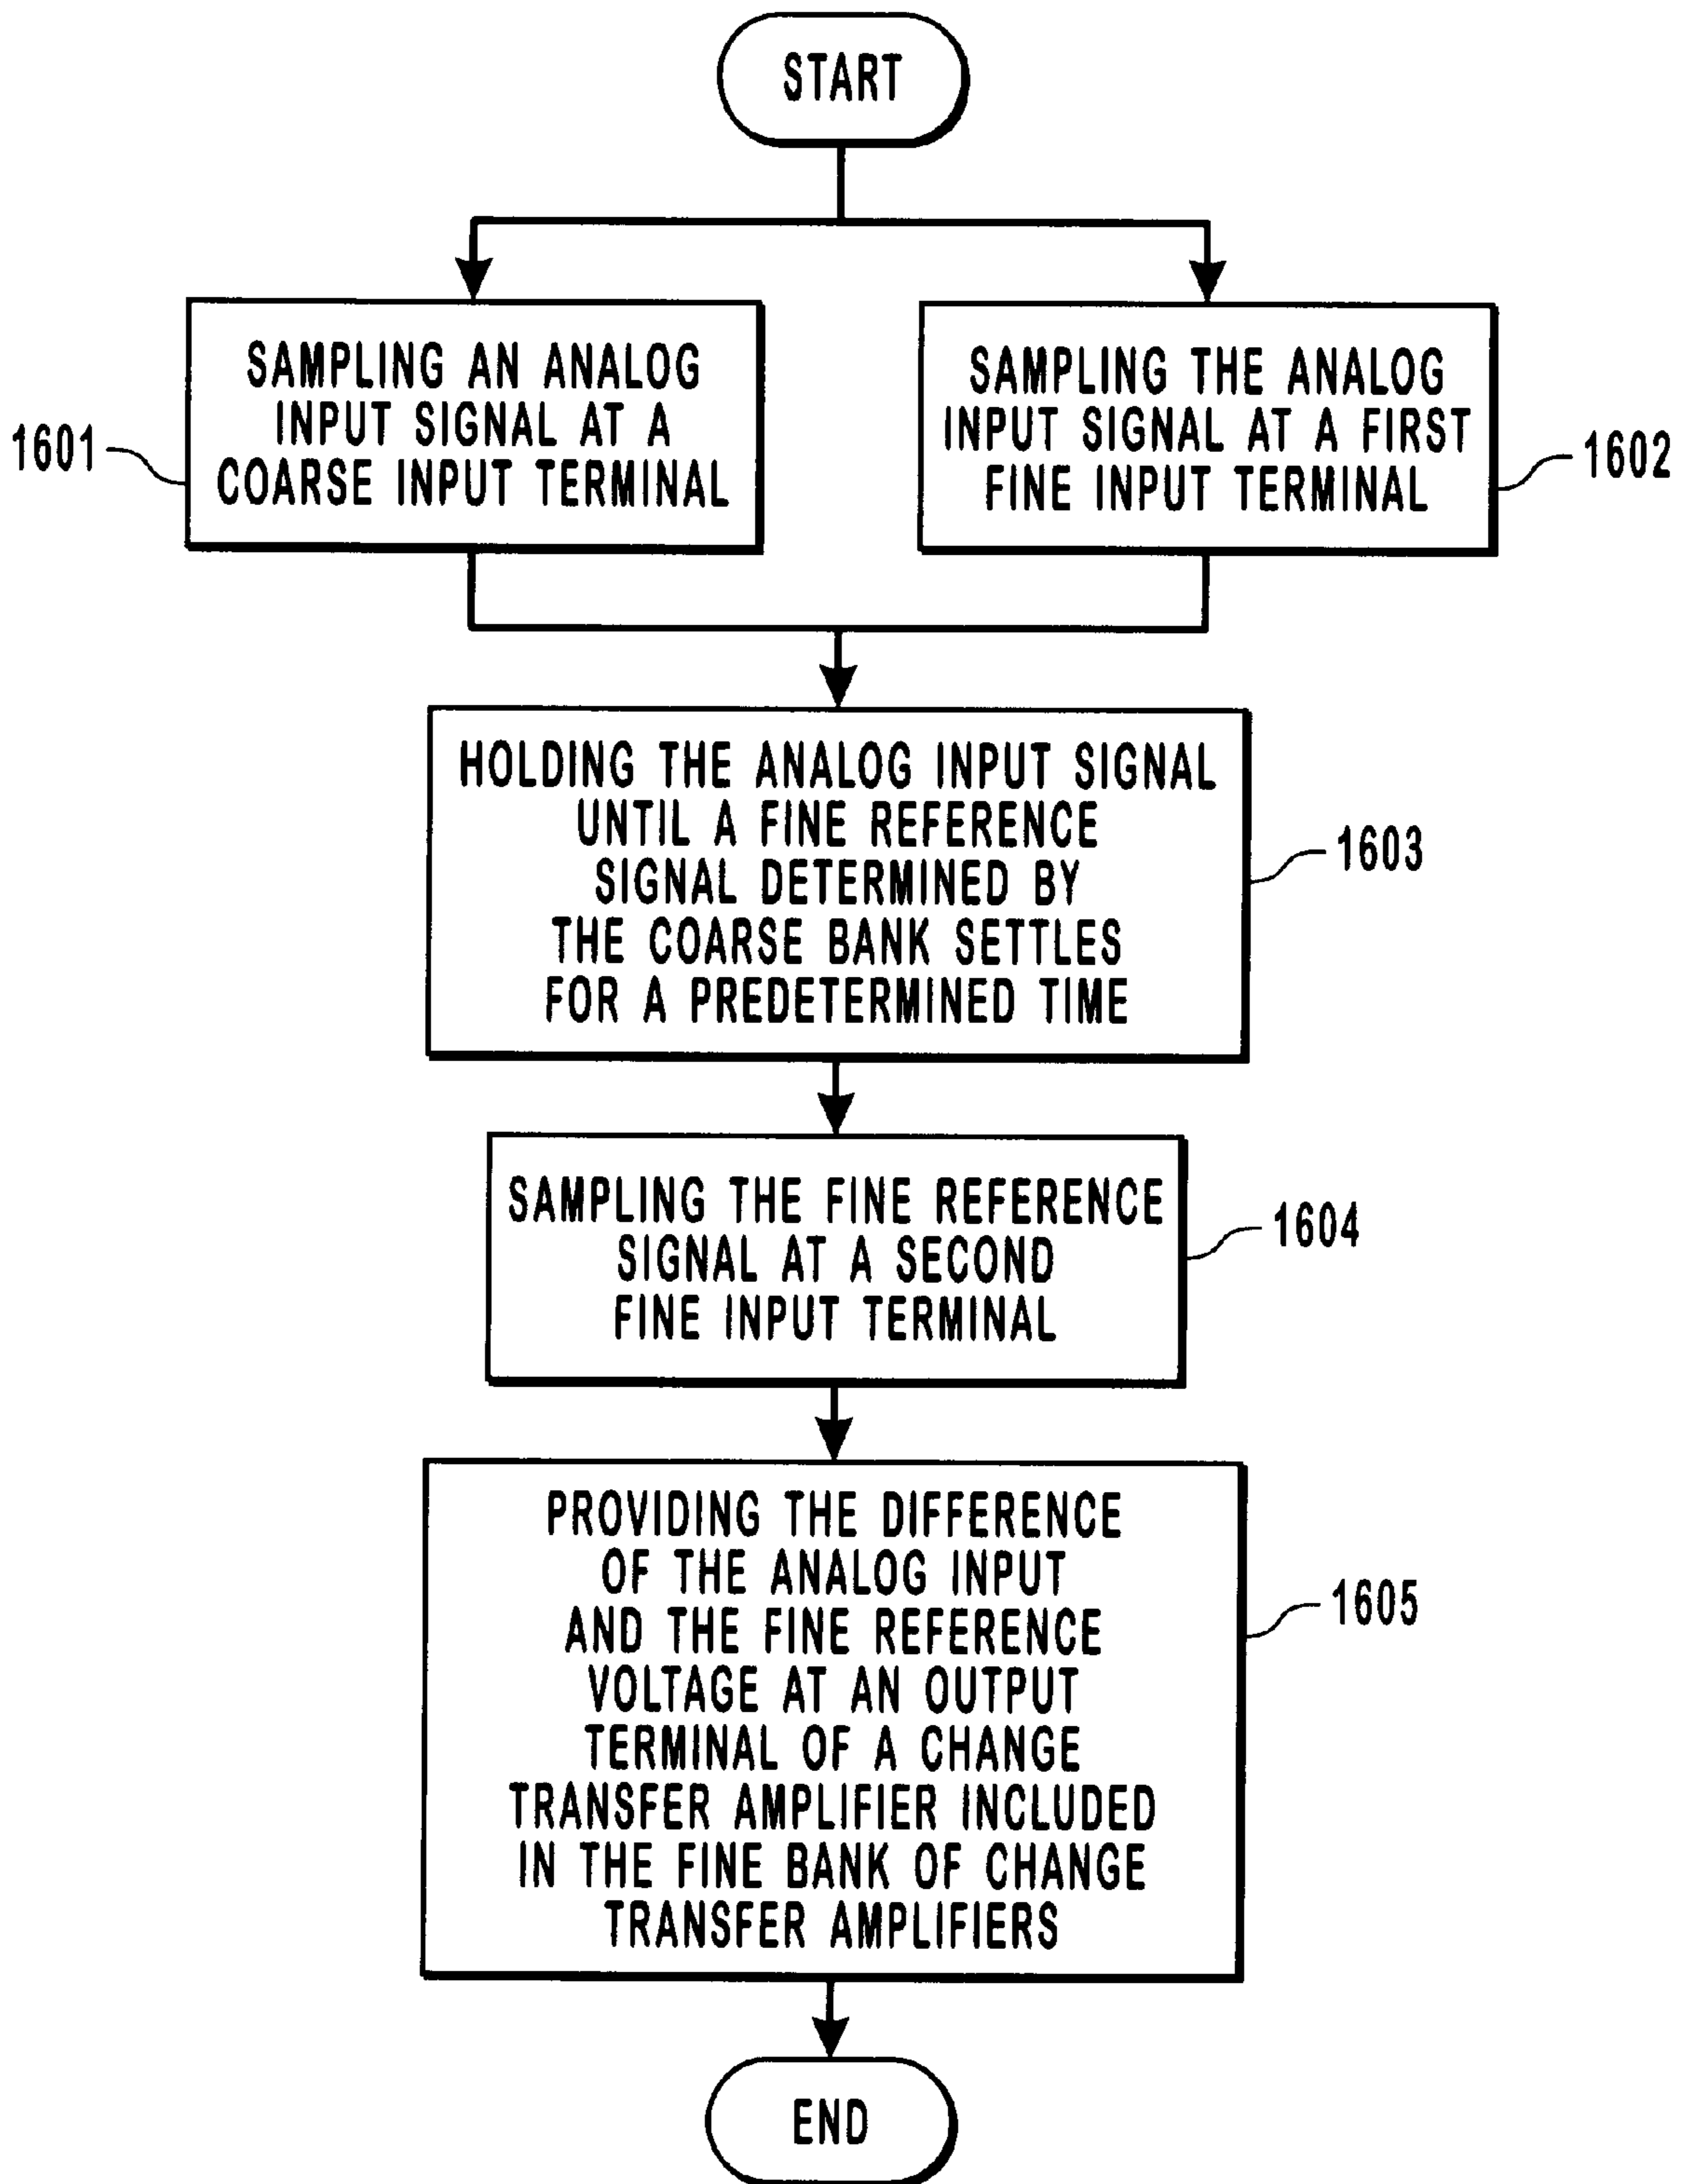 START
SAMPLING AN ANALOG
INPUT SIGNAL AT A
COARSE INPUT TERMINAL
1601
SAMPLING THE ANALOG
INPUT SIGNAL AT A FIRST
FINE INPUT TERMINAL
1602
HOLDING THE ANALOG INPUT SIGNAL
UNTIL A FINE REFERENCE
SIGNAL DETERMINED BY
THE COARSE BANK SETTLES
FOR A PREDETERMINED TIME
1603
SAMPLING THE FINE REFERENCE
SIGNAL AT A SECOND
FINE INPUT TERMINAL
1604
PROVIDING THE DIFFERENCE
OF THE ANALOG INPUT
AND THE FINE REFERENCE
VOLTAGE AT AN OUTPUT
TERMINAL OF A CHANGE
TRANSFER AMPLIFIER INCLUDED
IN THE FINE BANK OF CHANGE
TRANSFER AMPLIFIERS
1605
END